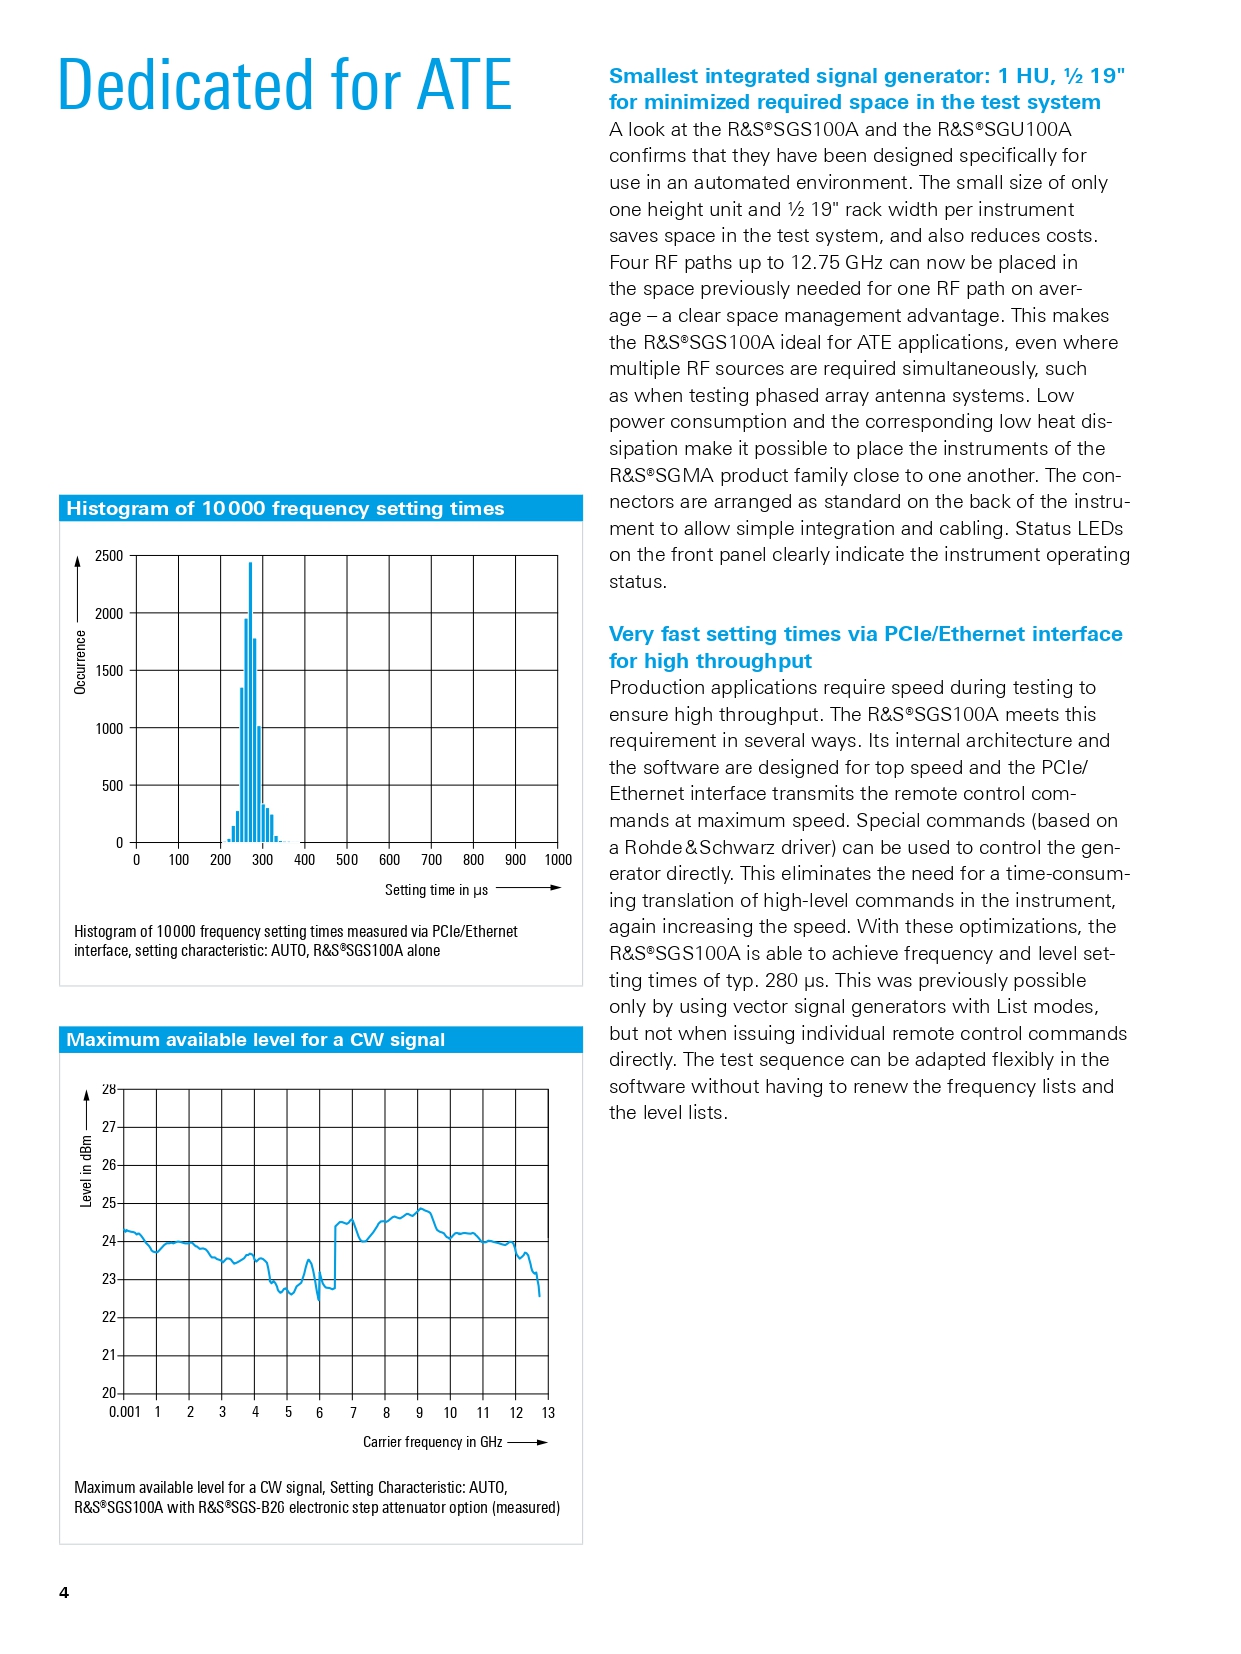 Dedicated for ATE
Histogram of 10 000 frequency setting times
Occurrence
2500
2000
1500
1000
500
0
0 100 200 300 400 500 600 700 800 900 1000
Setting time in µs
Histogram of 10 000 frequency setting times measured via PCIe/Ethernet
interface, setting characteristic: AUTO, R&S®SGS100A alone
Maximum available level for a CW signal
Level in dBm
28
27
26
25
24
23
22
21
20
0.001 1 2 3 4 5 6 7 8 9 10 11 12 13
Carrier frequency in GHz
Maximum available level for a CW signal, Setting Characteristic: AUTO,
R&S®SGS100A with R&S®SGS-B26 electronic step attenuator option (measured)
Smallest integrated signal generator: 1 HU, ½ 19"
for minimized required space in the test system
A look at the R&S®SGS100A and the R&S®SGU100A
confirms that they have been designed specifically for
use in an automated environment. The small size of only
one height unit and ½ 19" rack width per instrument
saves space in the test system, and also reduces costs.
Four RF paths up to 12.75 GHz can now be placed in
the space previously needed for one RF path on aver-
age – a clear space management advantage. This makes
the R&S®SGS100A ideal for ATE applications, even where
multiple RF sources are required simultaneously, such
as when testing phased array antenna systems. Low
power consumption and the corresponding low heat dis-
sipation make it possible to place the instruments of the
R&S®SGMA product family close to one another. The con-
nectors are arranged as standard on the back of the instru-
ment to allow simple integration and cabling. Status LEDs
on the front panel clearly indicate the instrument operating
status.
Very fast setting times via PCIe/Ethernet interface
for high throughput
Production applications require speed during testing to
ensure high throughput. The R&S®SGS100A meets this
requirement in several ways. Its internal architecture and
the software are designed for top speed and the PCIe/
Ethernet interface transmits the remote control com-
mands at maximum speed. Special commands (based on
a Rohde & Schwarz driver) can be used to control the gen-
erator directly. This eliminates the need for a time-consum-
ing translation of high-level commands in the instrument,
again increasing the speed. With these optimizations, the
R&S®SGS100A is able to achieve frequency and level set-
ting times of typ. 280 µs. This was previously possible
only by using vector signal generators with List modes,
but not when issuing individual remote control commands
directly. The test sequence can be adapted flexibly in the
software without having to renew the frequency lists and
the level lists.
4